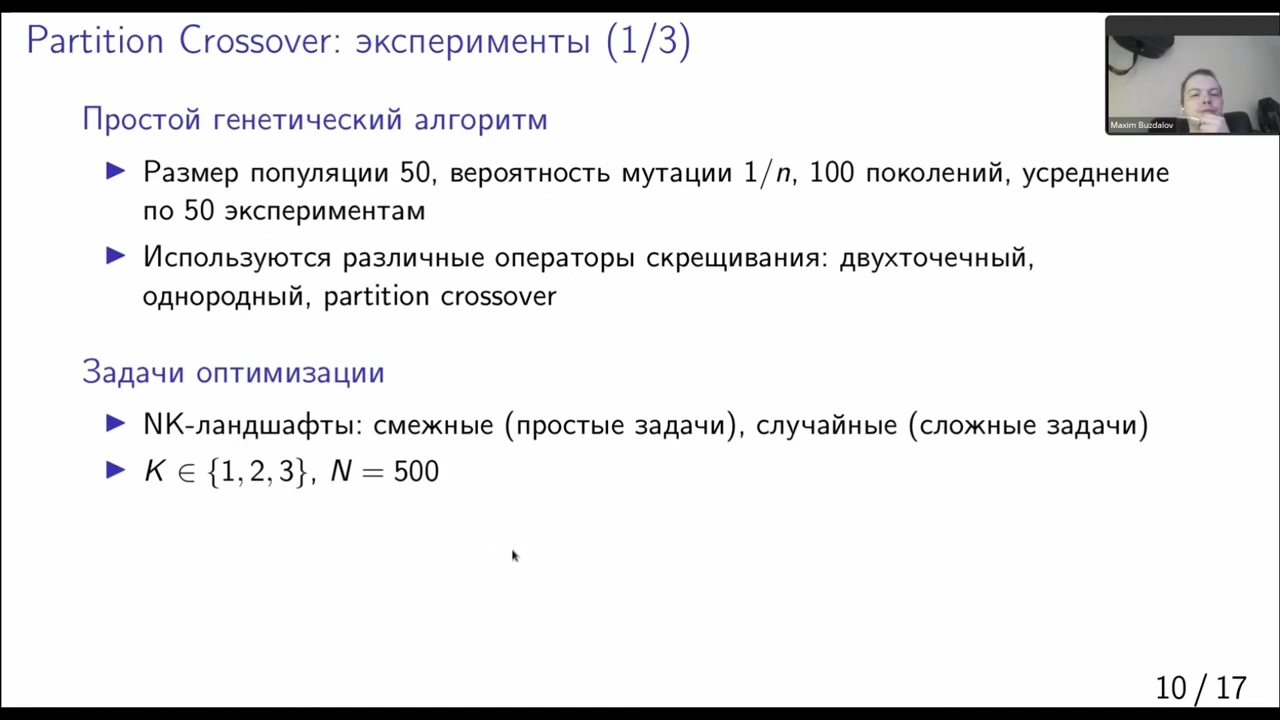 Partition Crossover: эксперименты (1/3)
Maxim Buzdalov
Простой генетический алгоритм
▶ Размер популяции 50, вероятность мутации 1/n, 100 поколений, усреднение
по 50 экспериментам
▶ Используются различные операторы скрещивания: двухточечный,
однородный, partition crossover
Задачи оптимизации
▶ NK-ландшафты: смежные (простые задачи), случайные (сложные задачи)
▶ K ∈ {1, 2, 3}, N = 500
10 / 17